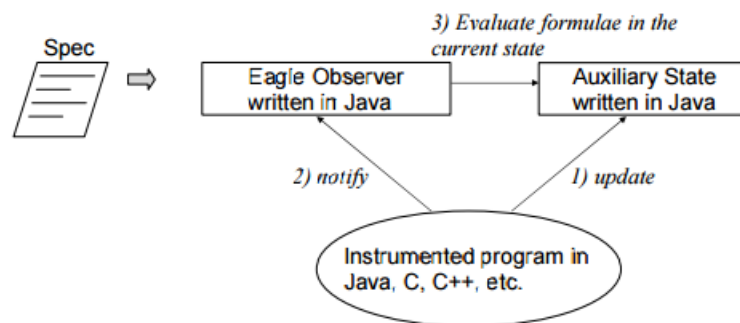 Spec
3) Evaluate formulae in the
current state
Eagle Observer
written in Java
Auxiliary State
written in Java
2) notify
1) update
Instrumented program in
Java, C, C++, etc.